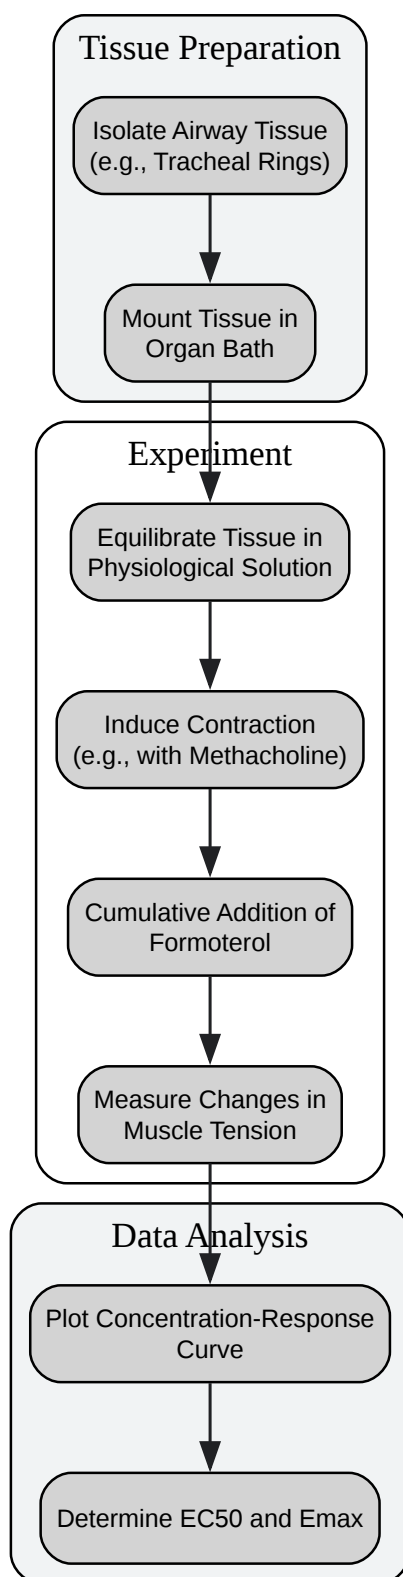 Tissue Preparation
Isolate Airway Tissue
(e.g., Tracheal Rings)
Mount Tissue in
Organ Bath
Experiment
Equilibrate Tissue in
Physiological Solution
Induce Contraction
(e.g., with Methacholine)
Cumulative Addition of
Formoterol
Measure Changes in
Muscle Tension
Data Analysis
Plot Concentration-Response
Curve
Determine EC50 and Emax